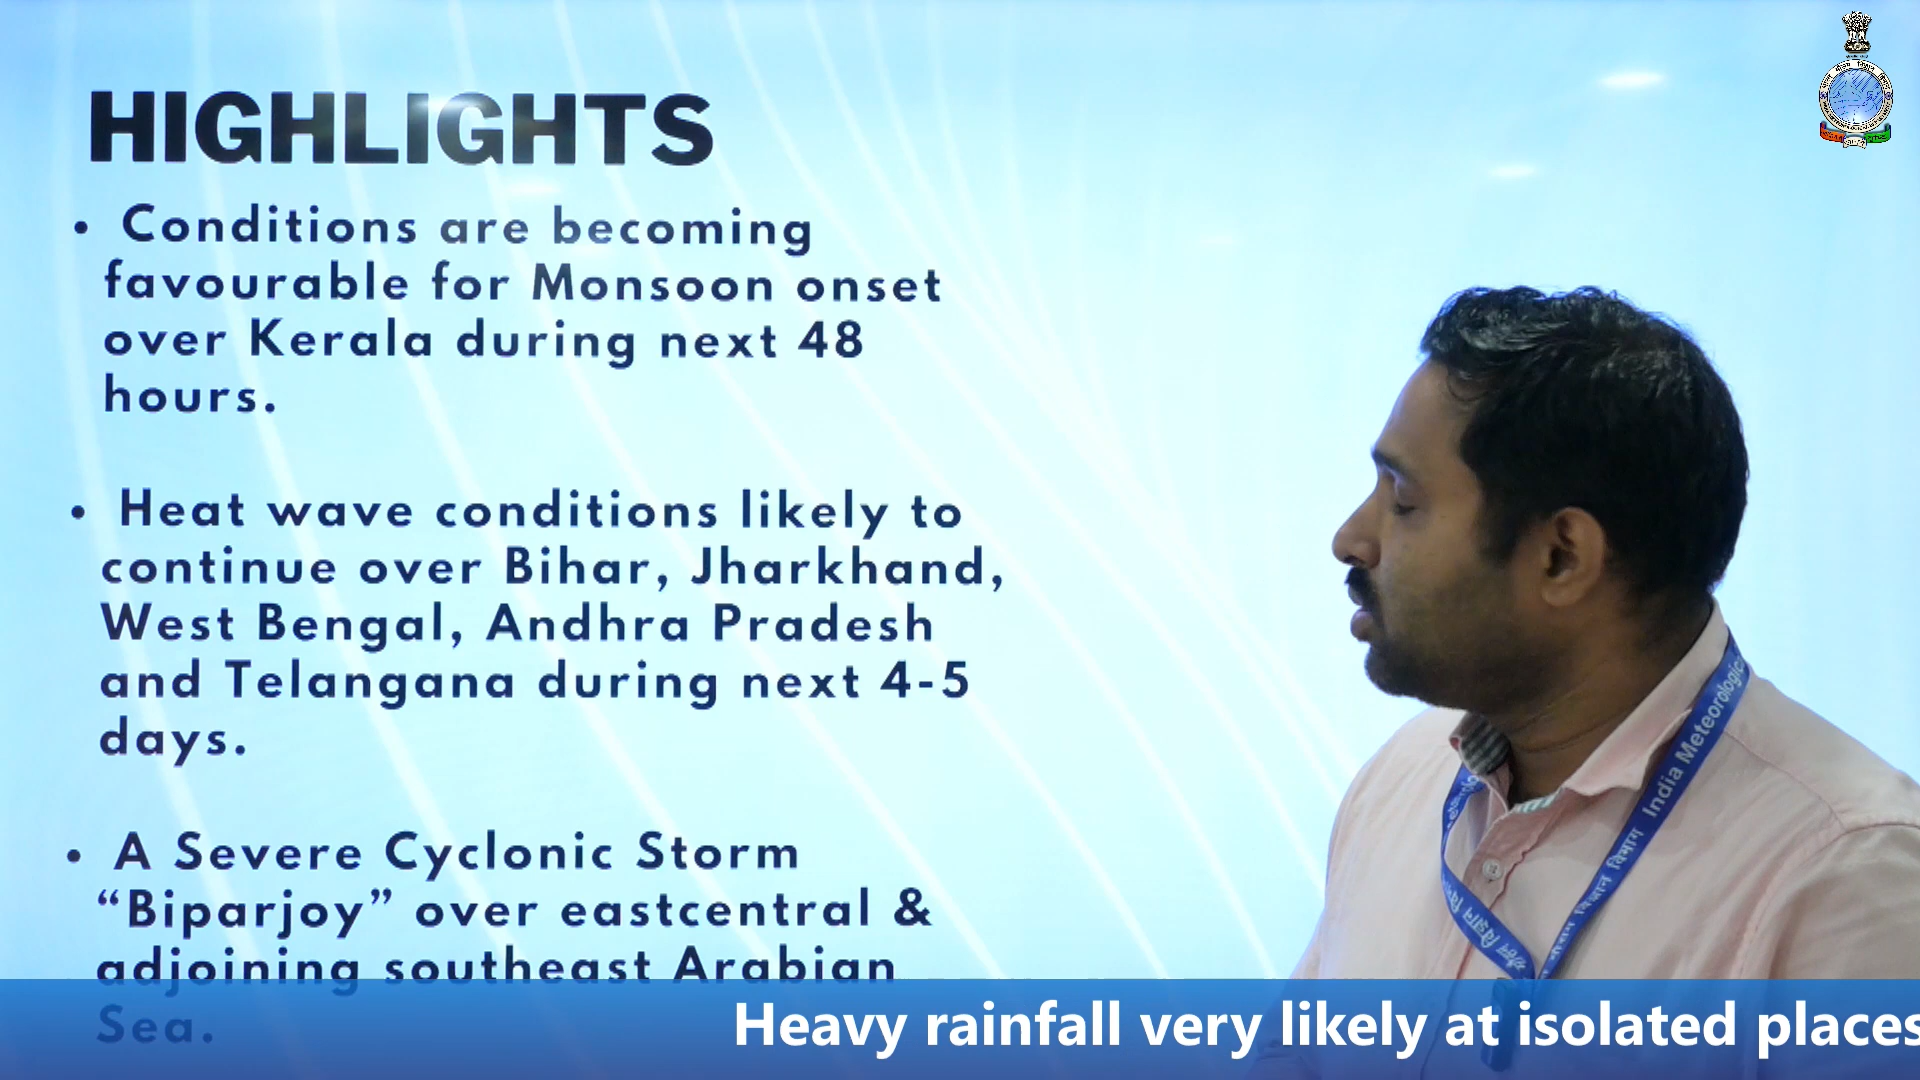 HIGHLIGHTS
• Conditions are becoming
favourable for Monsoon onset
over Kerala during next 48
hours.
• Heat wave conditions likely to
continue over Bihar, Jharkhand,
West Bengal, Andhra Pradesh
and Telangana during next 4-5
days.
• A Severe Cyclonic Storm
“Biparjoy” over eastcentral &
adjoining southeast Arabian
Sea.
Heavy rainfall very likely at isolated places
विज्ञान विभाग India Meteorologic